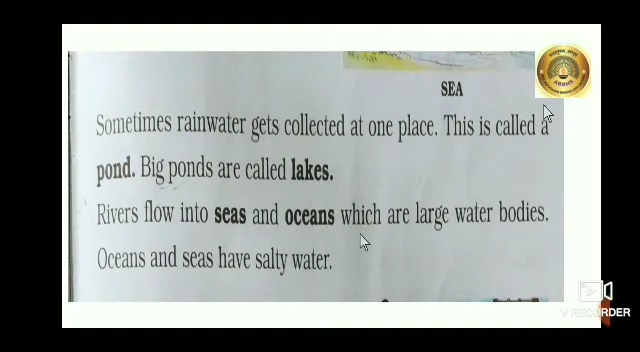 SEA
Sometimes rainwater gets collected at one place. This is called a
pond. Big ponds are called lakes.
Rivers flow into seas and oceans which are large water bodies.
Oceans and seas have salty water.
V RECORDER